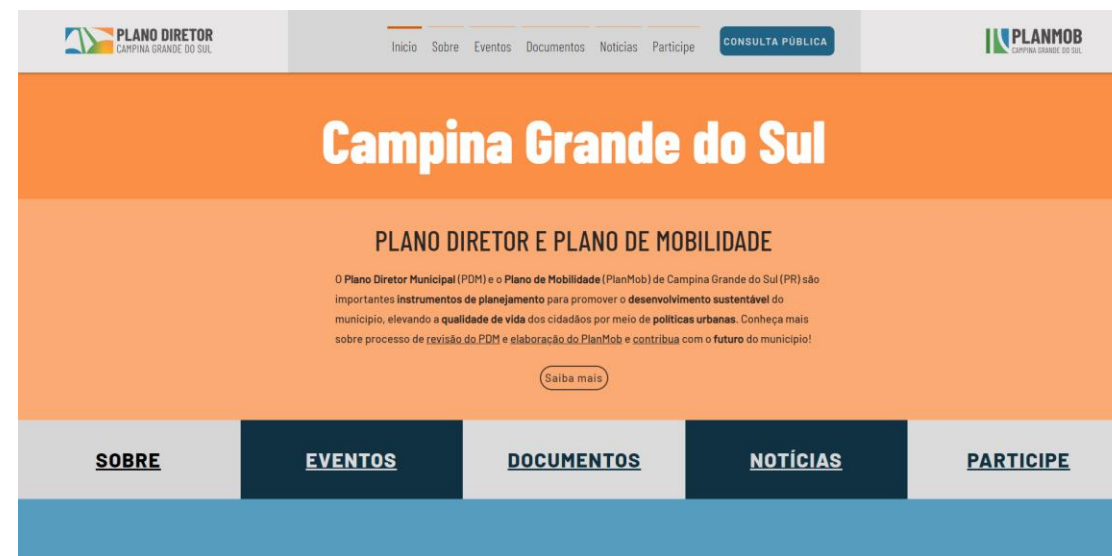 PLANO DIRETOR
CAMPINA GRANDE DO SUL
Inicio Sobre Eventos Documentos Noticias Participe
CONSULTA PÚBLICA
PLANMOB
CAMPINA GRANDE DO SUL
Campina Grande do Sul
PLANO DIRETOR E PLANO DE MOBILIDADE
O Plano Diretor Municipal (PDM) e o Plano de Mobilidade (PlanMob) de Campina Grande do Sul (PR) são
importantes instrumentos de planejamento para promover o desenvolvimento sustentável do
município, elevando a qualidade de vida dos cidadãos por meio de políticas urbanas. Conheça mais
sobre processo de revisão do PDM e elaboração do PlanMob e contribua com o futuro do município!
Saiba mais
SOBRE EVENTOS DOCUMENTOS NOTÍCIAS PARTICIPE